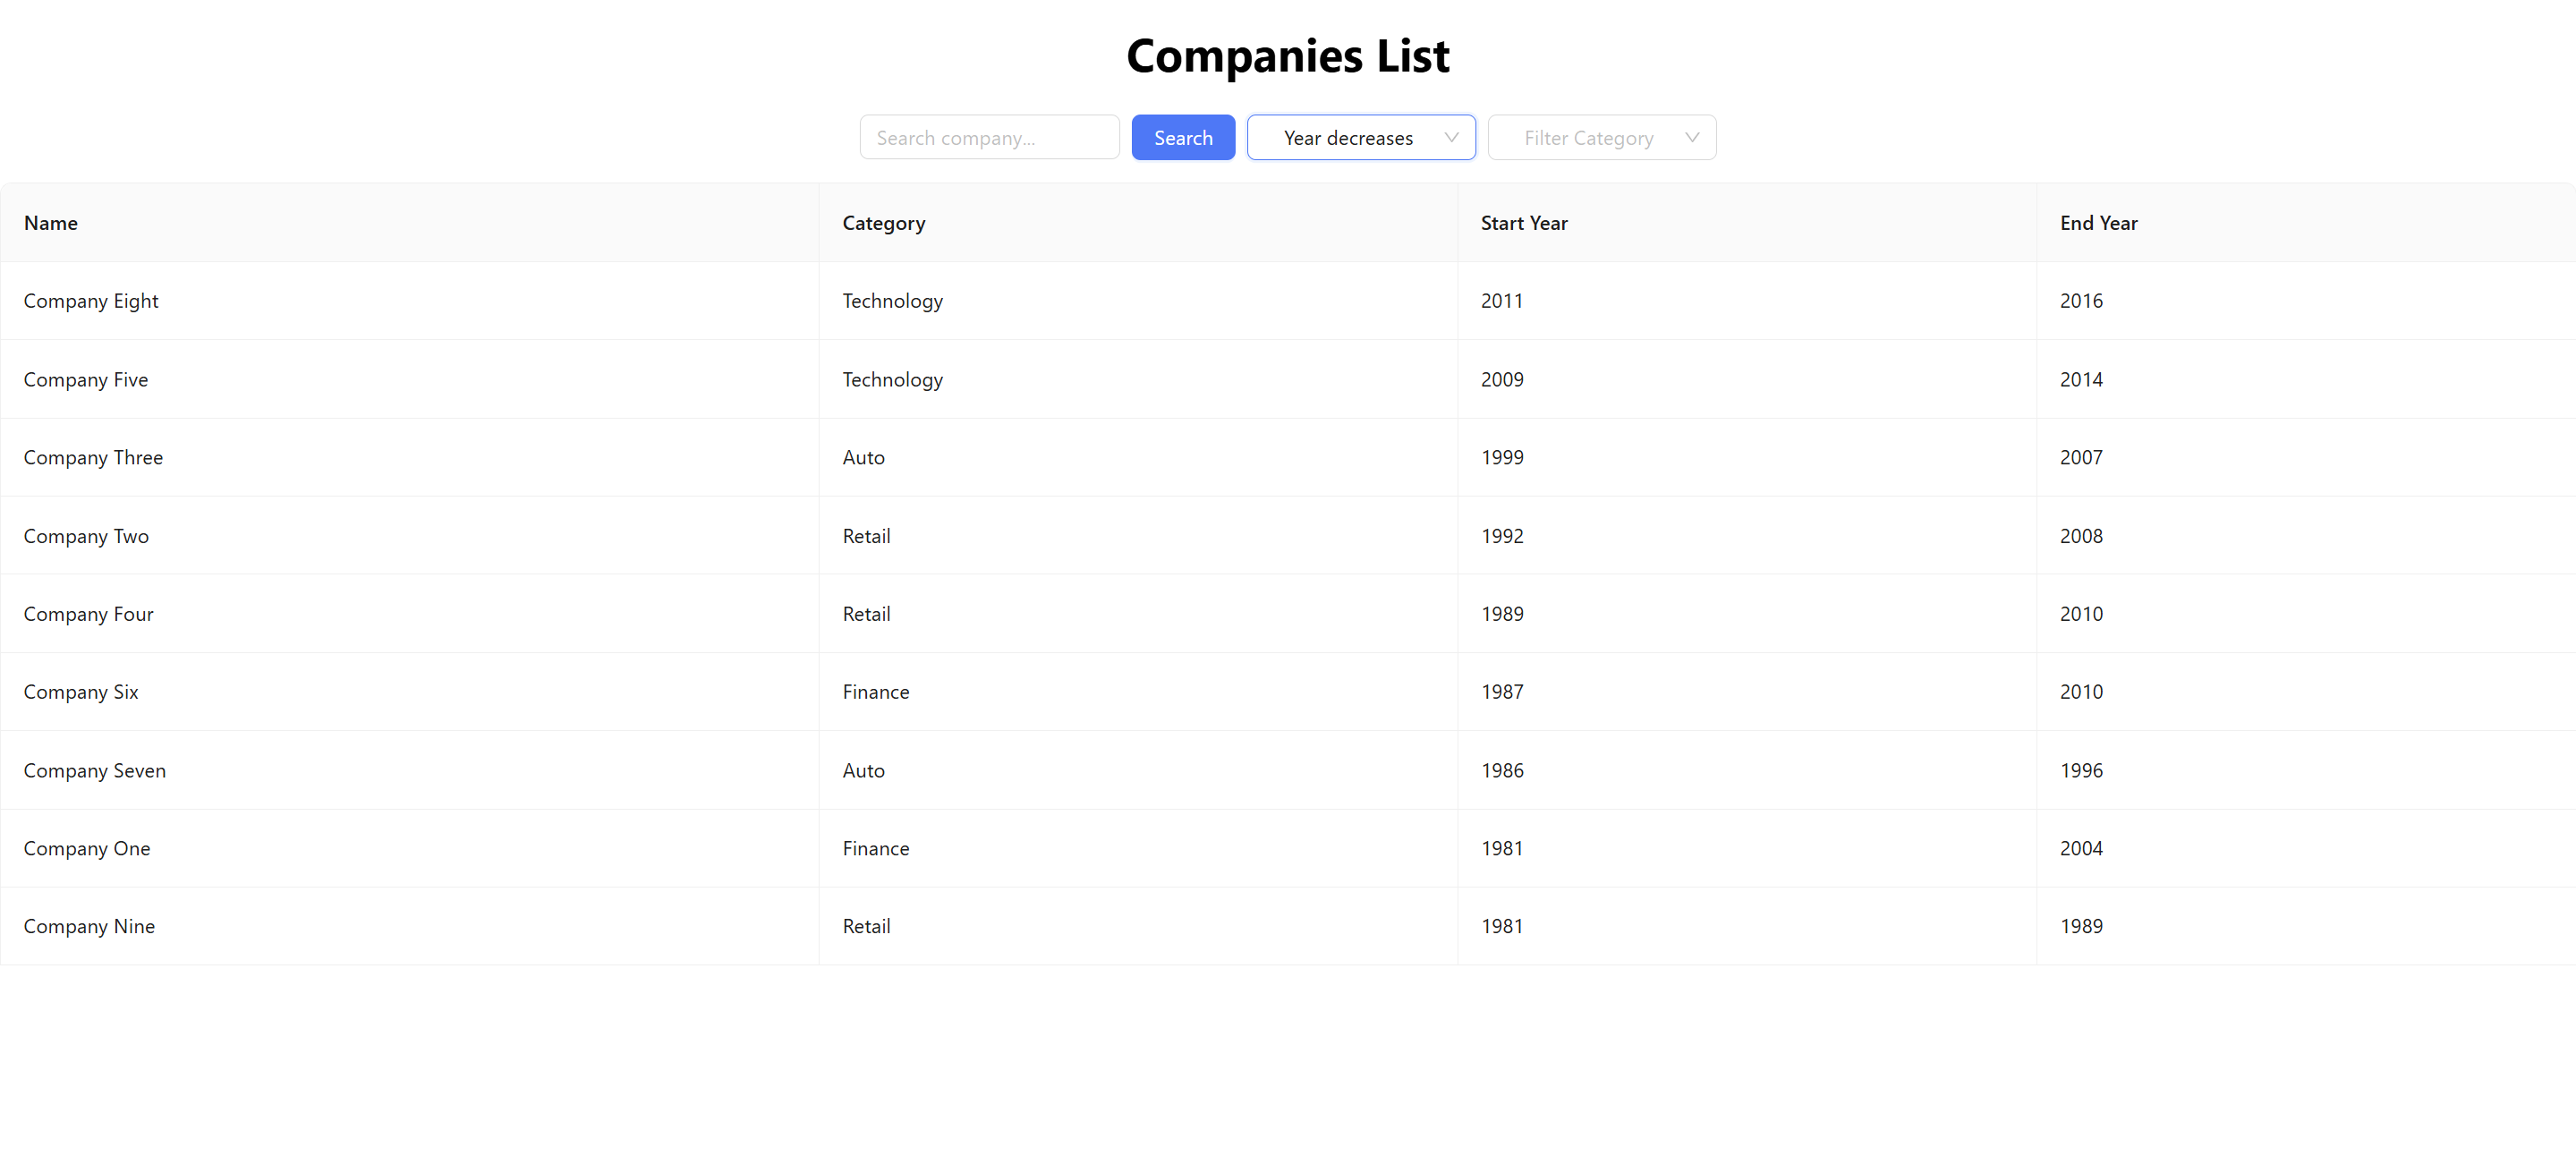 Companies List
Search company... Search Year decreases Filter Category
Name Category Start Year End Year
Company Eight Technology 2011 2016
Company Five Technology 2009 2014
Company Three Auto 1999 2007
Company Two Retail 1992 2008
Company Four Retail 1989 2010
Company Six Finance 1987 2010
Company Seven Auto 1986 1996
Company One Finance 1981 2004
Company Nine Retail 1981 1989